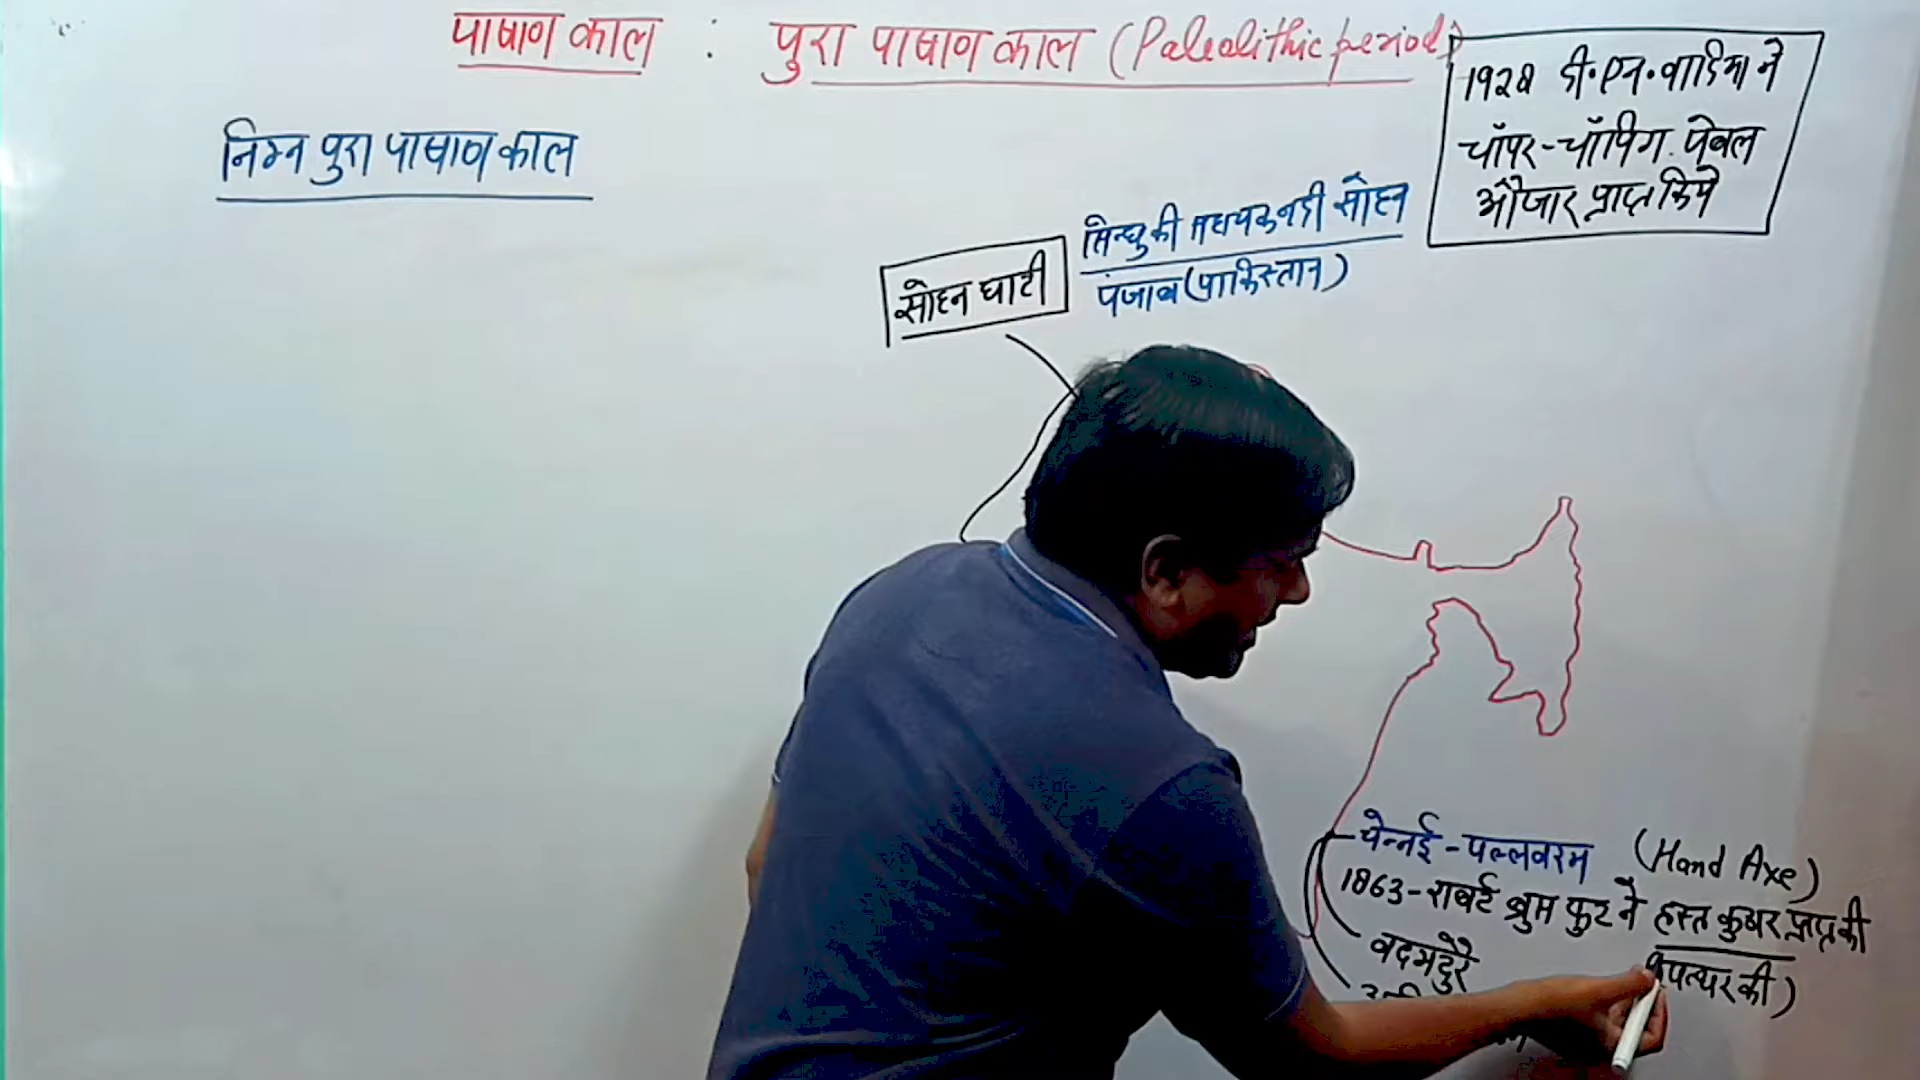 पाषाण काल : पुरा पाषाण काल (Paleolithic period)
निम्न पुरा पाषाण काल
1928 डी.एन.वाडिया ने
चॉपर-चॉपिंग पेबल
औजार प्राप्त किये
सिन्धु की सहायक नदी सोहन
पंजाब (पाकिस्तान)
सोहन घाटी
चेन्नई - पल्लवरम (Hand Axe)
1863 - राबर्ट ब्रुस फुट ने हस्त कुठार प्राप्त की
पत्थर की)
वदमदुरै